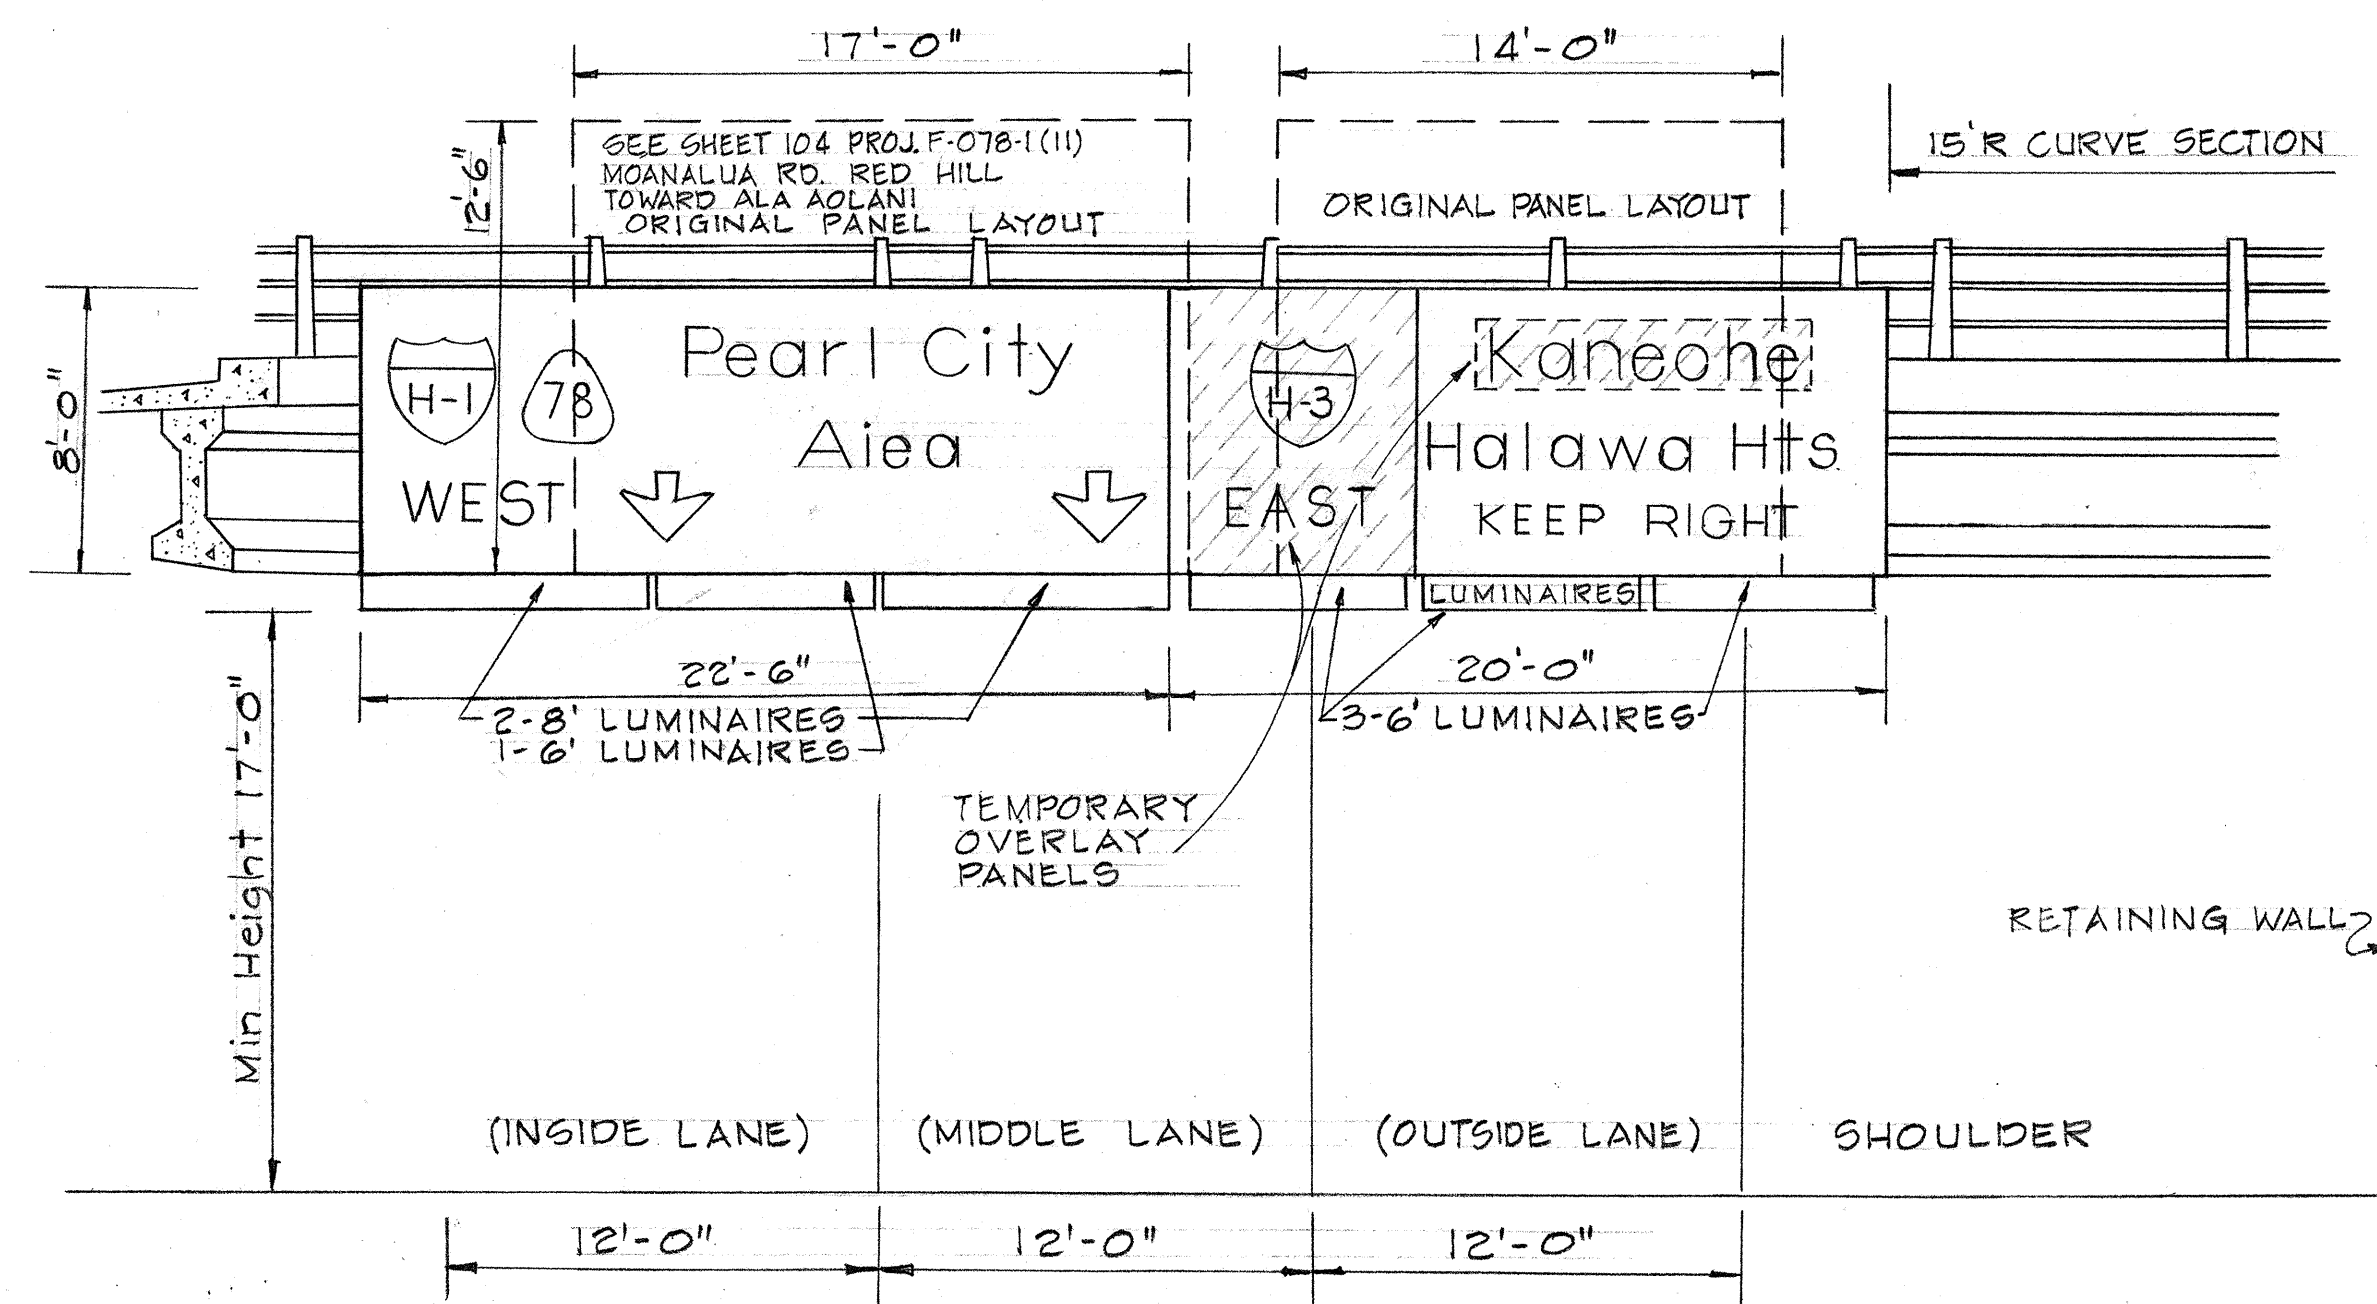 17'-0"
14'-0"
SEE SHEET 104 PROJ. F-078-1(11)
MOANALUA RD. RED HILL
TOWARD ALA AOLANI
ORIGINAL PANEL LAYOUT
12'-6"
ORIGINAL PANEL LAYOUT
15'R CURVE SECTION
8'-0"
H-1
78
WEST
Pearl City
Aiea
H-3
EAST
Kaneohe
Halawa Hts.
KEEP RIGHT
LUMINAIRES
22'-6"
20'-0"
2-8' LUMINAIRES
1-6' LUMINAIRES
3-6' LUMINAIRES
TEMPORARY
OVERLAY
PANELS
Min Height 17'-0"
RETAINING WALL
(INSIDE LANE)
(MIDDLE LANE)
(OUTSIDE LANE)
SHOULDER
12'-0"
12'-0"
12'-0"